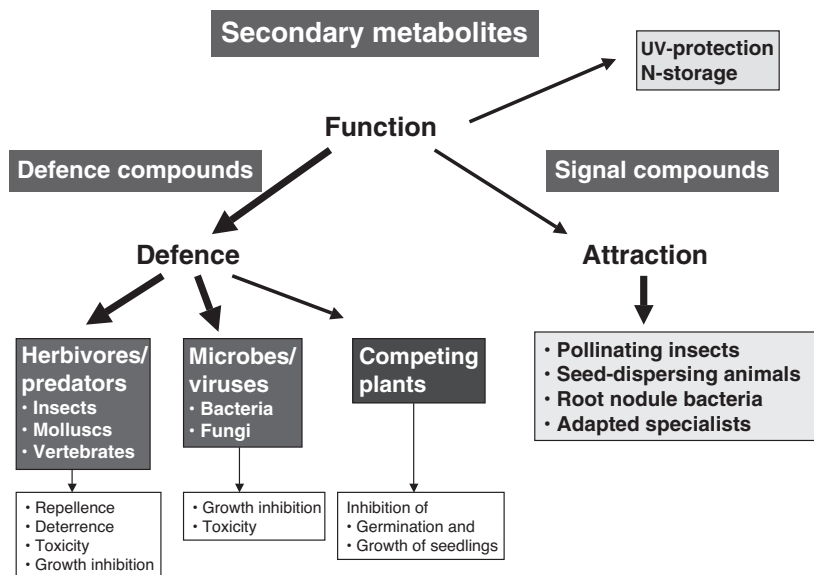 Secondary metabolites
UV-protection
N-storage
Function
Defence compounds
Signal compounds
Defence
Attraction
Herbivores/
predators
• Insects
• Molluscs
• Vertebrates
Microbes/
viruses
• Bacteria
• Fungi
Competing
plants
• Pollinating insects
• Seed-dispersing animals
• Root nodule bacteria
• Adapted specialists
• Repellence
• Deterrence
• Toxicity
• Growth inhibition
• Growth inhibition
• Toxicity
Inhibition of
• Germination and
• Growth of seedlings